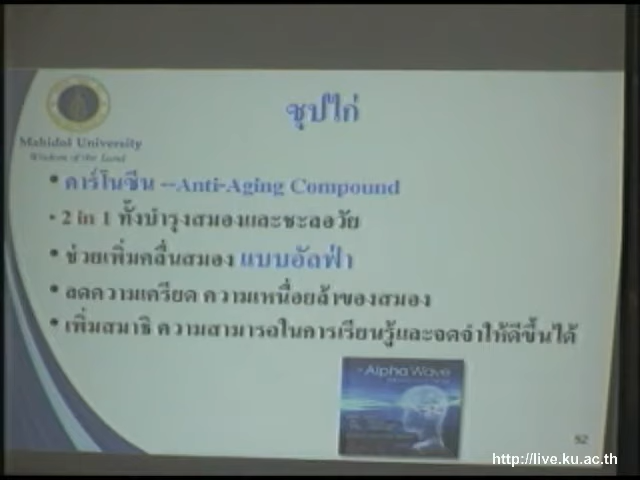 ซุปไก่
Mahidol University
Wisdom of the Land
• คาร์โนซีน --Anti-Aging Compound
• 2 in 1 ทั้งบำรุงสมองและชะลอวัย
• ช่วยเพิ่มคลื่นสมอง แบบอัลฟ่า
• ลดความเครียด ความเหนื่อยล้าของสมอง
• เพิ่มสมาธิ ความสามารถในการเรียนรู้และจดจำให้ดีขึ้นได้
Alpha Wave
52
http://live.ku.ac.th